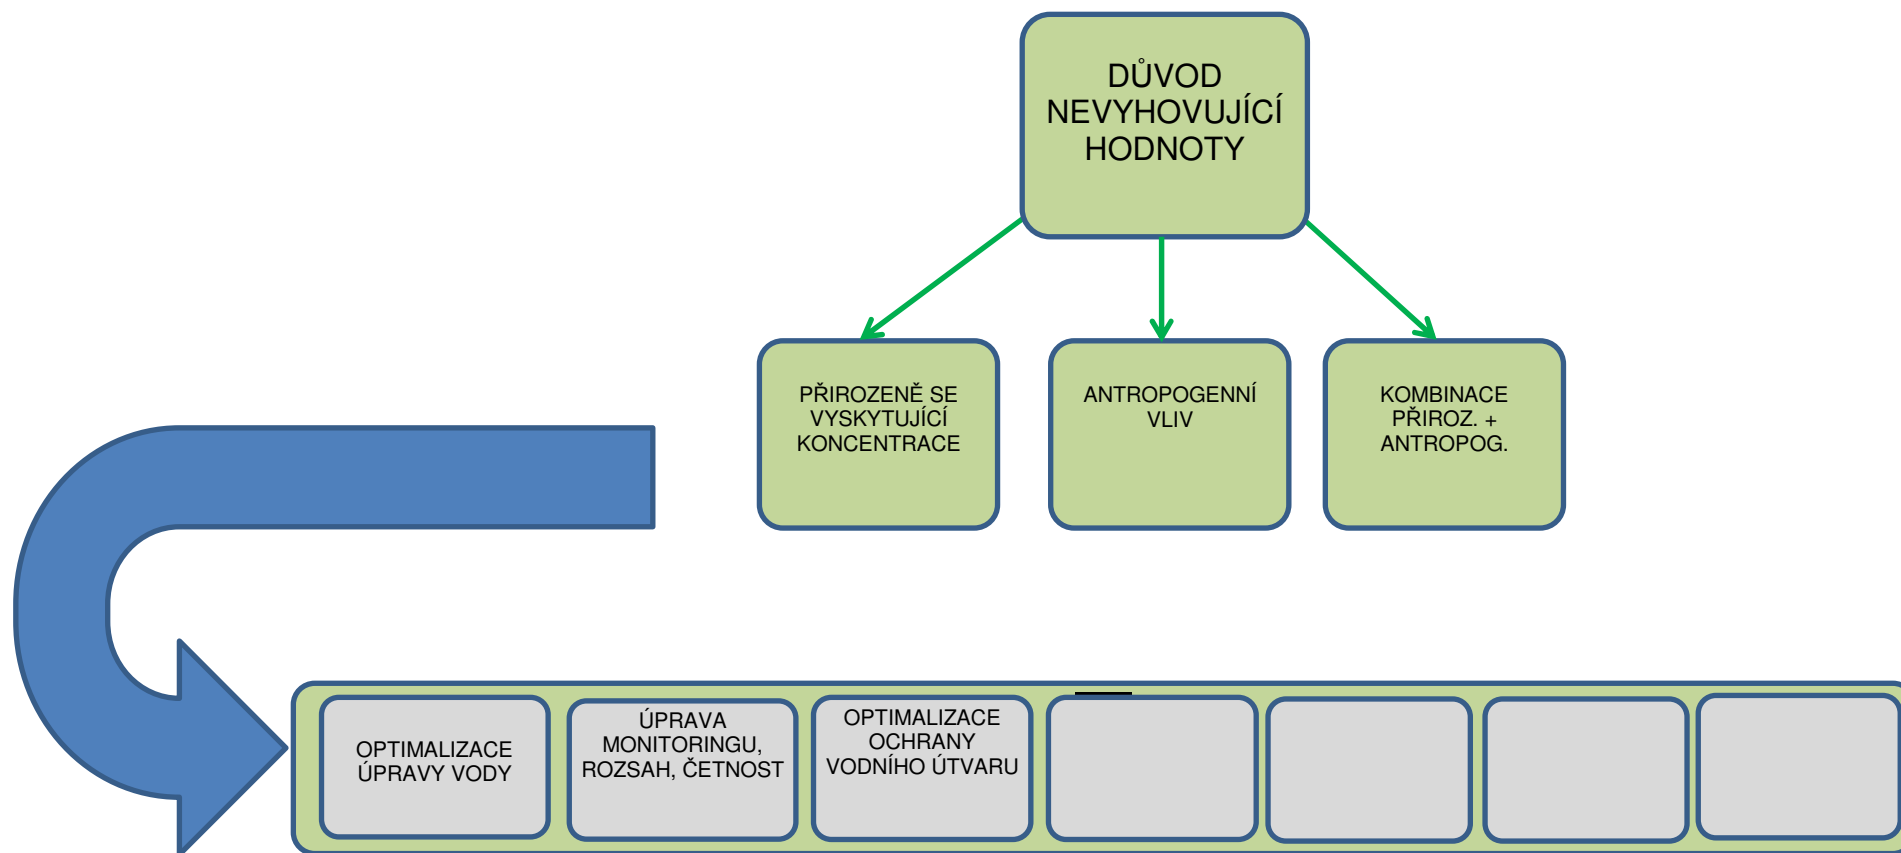 DŮVOD
NEVYHOVUJÍCÍ
HODNOTY
PŘIROZENĚ SE
VYSKYTUJÍCÍ
KONCENTRACE
ANTROPOGENNÍ
VLIV
KOMBINACE
PŘIROZ. +
ANTROPOG.
OPTIMALIZACE
ÚPRAVY VODY
ÚPRAVA
MONITORINGU,
ROZSAH, ČETNOST
OPTIMALIZACE
OCHRANY
VODNÍHO ÚTVARU